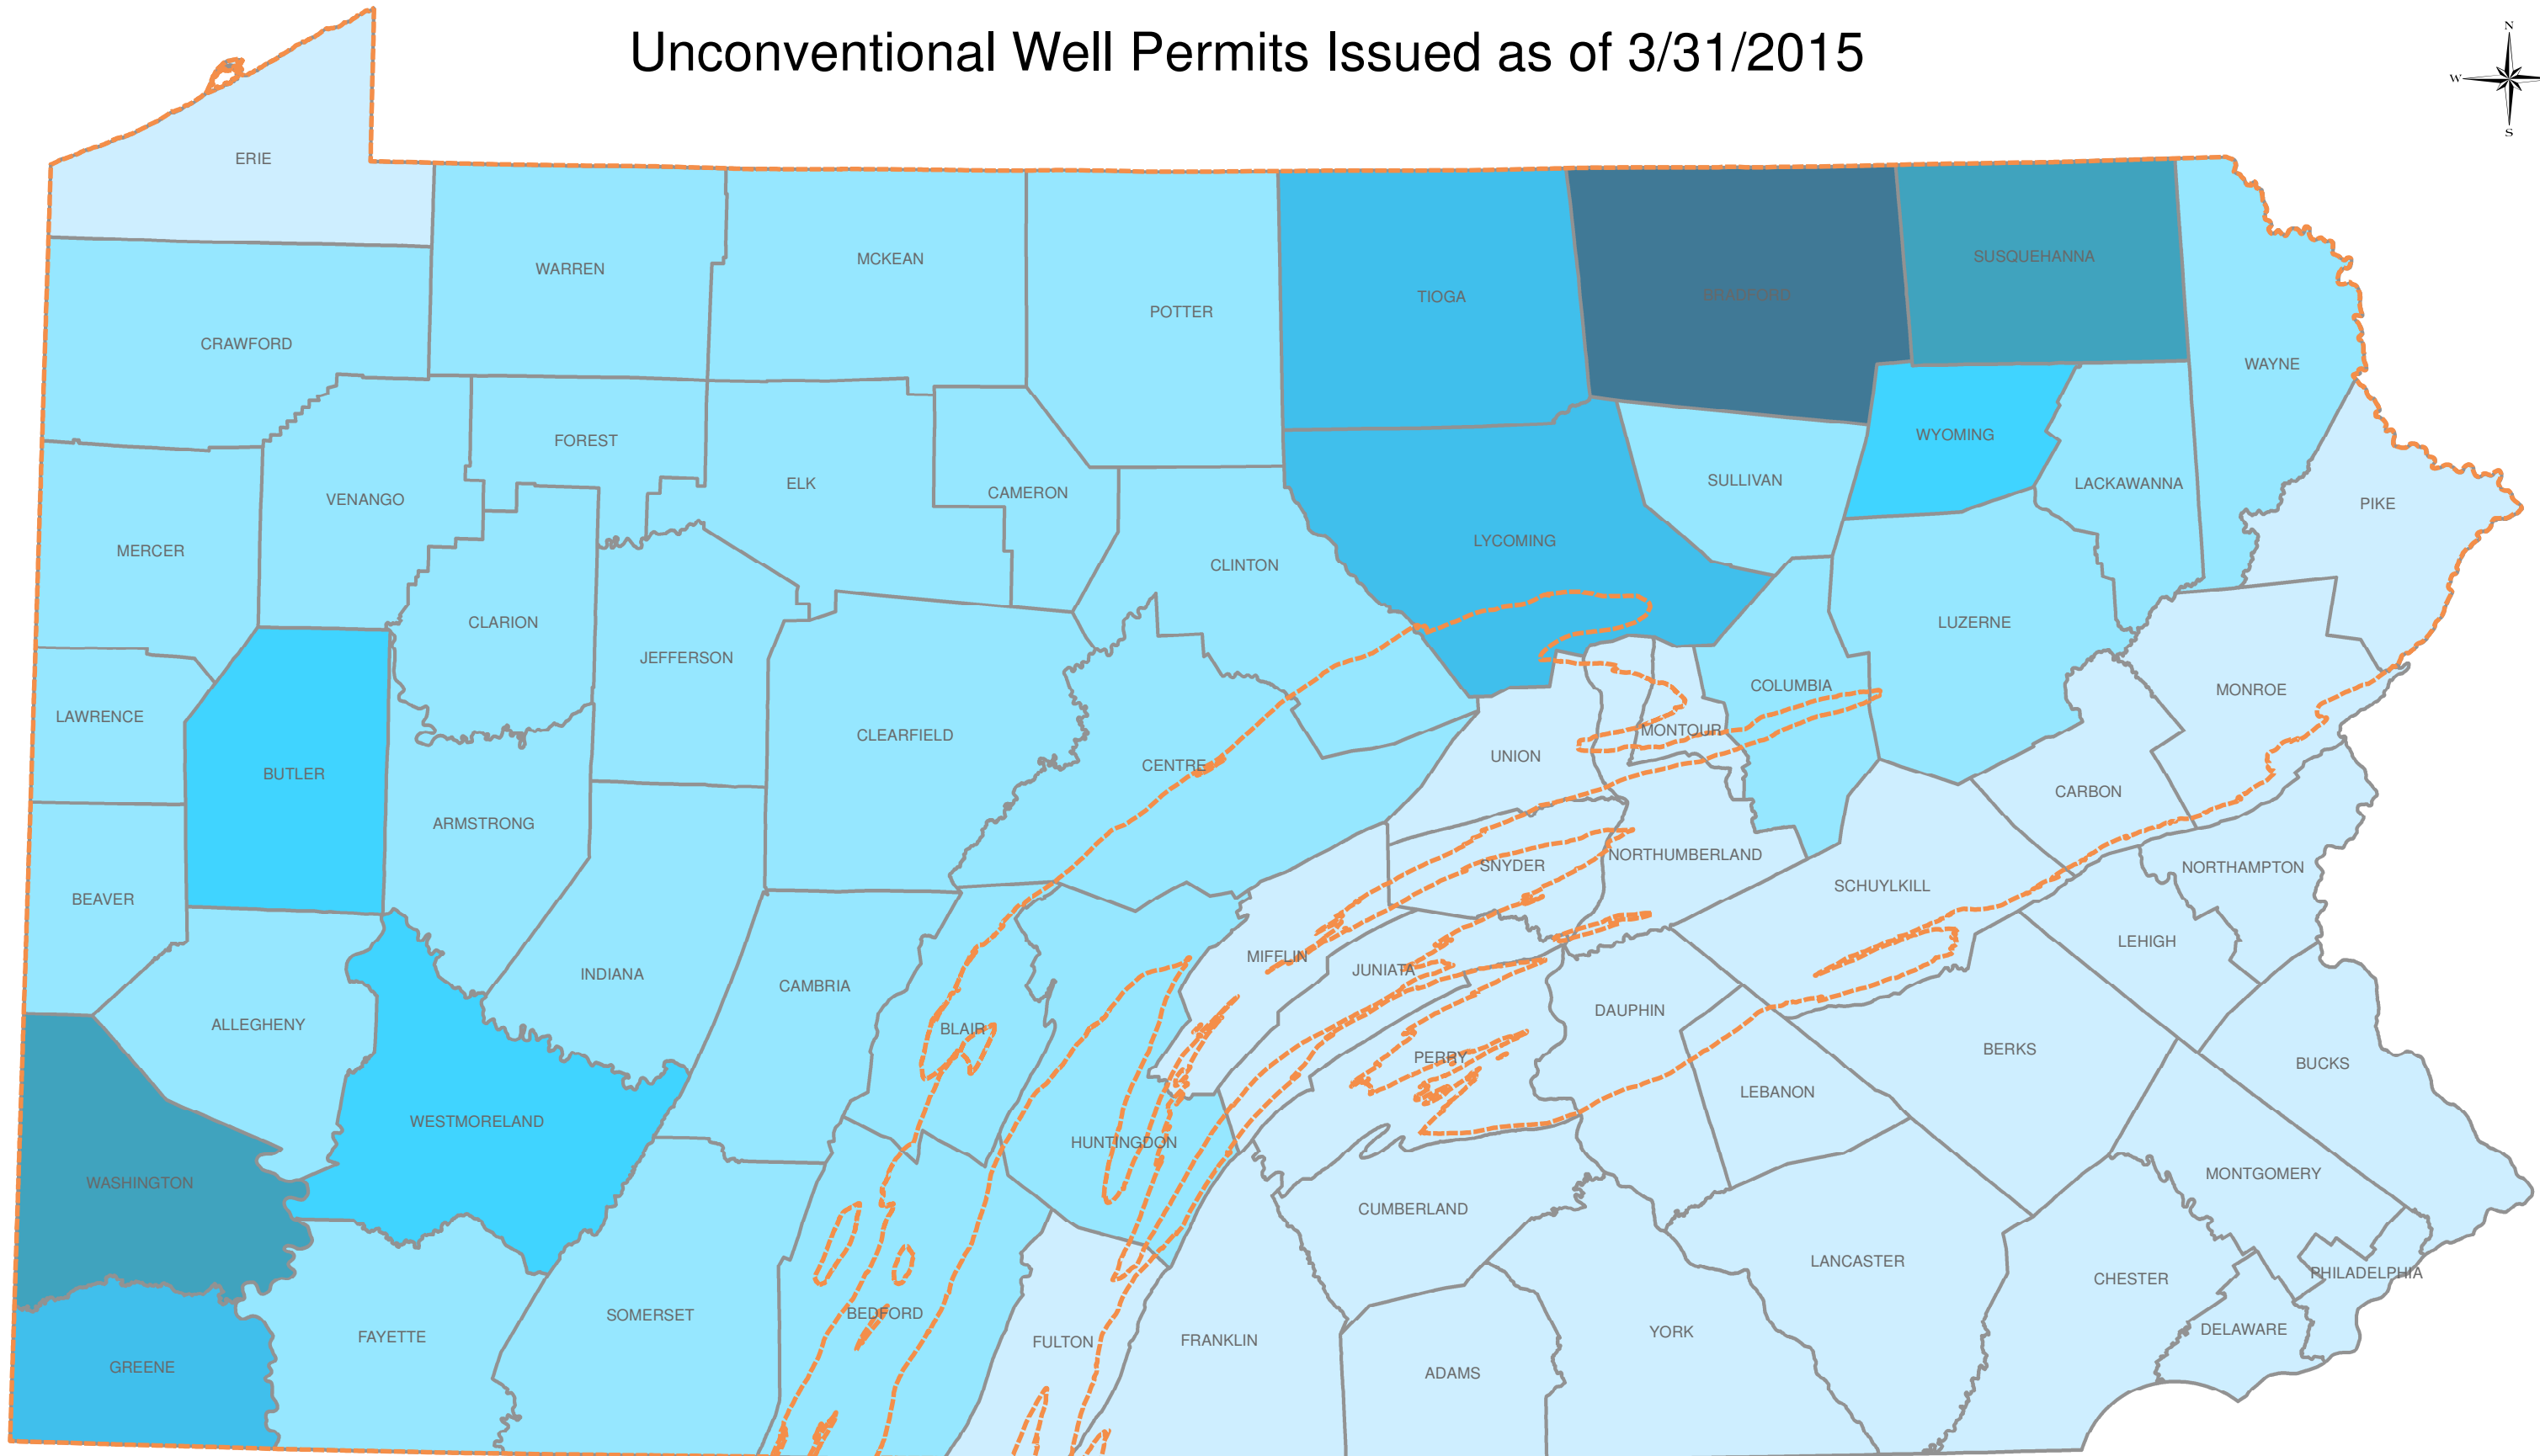 Unconventional Well Permits Issued as of 3/31/2015
N
W
S
ERIE
WARREN
MCKEAN
POTTER
TIOGA
BRADFORD
SUSQUEHANNA
CRAWFORD
WAYNE
FOREST
WYOMING
VENANGO
ELK
CAMERON
SULLIVAN
LACKAWANNA
PIKE
MERCER
CLINTON
LYCOMING
CLARION
LUZERNE
JEFFERSON
COLUMBIA
MONROE
LAWRENCE
CLEARFIELD
MONTOUR
BUTLER
CENTRE
UNION
CARBON
ARMSTRONG
SNYDER
NORTHUMBERLAND
NORTHAMPTON
BEAVER
SCHUYLKILL
INDIANA
CAMBRIA
MIFFLIN
JUNIATA
LEHIGH
ALLEGHENY
BLAIR
DAUPHIN
PERRY
BERKS
BUCKS
WESTMORELAND
HUNTINGDON
LEBANON
WASHINGTON
CUMBERLAND
MONTGOMERY
LANCASTER
CHESTER
PHILADELPHIA
SOMERSET
BEDFORD
FAYETTE
FULTON
FRANKLIN
YORK
DELAWARE
GREENE
ADAMS